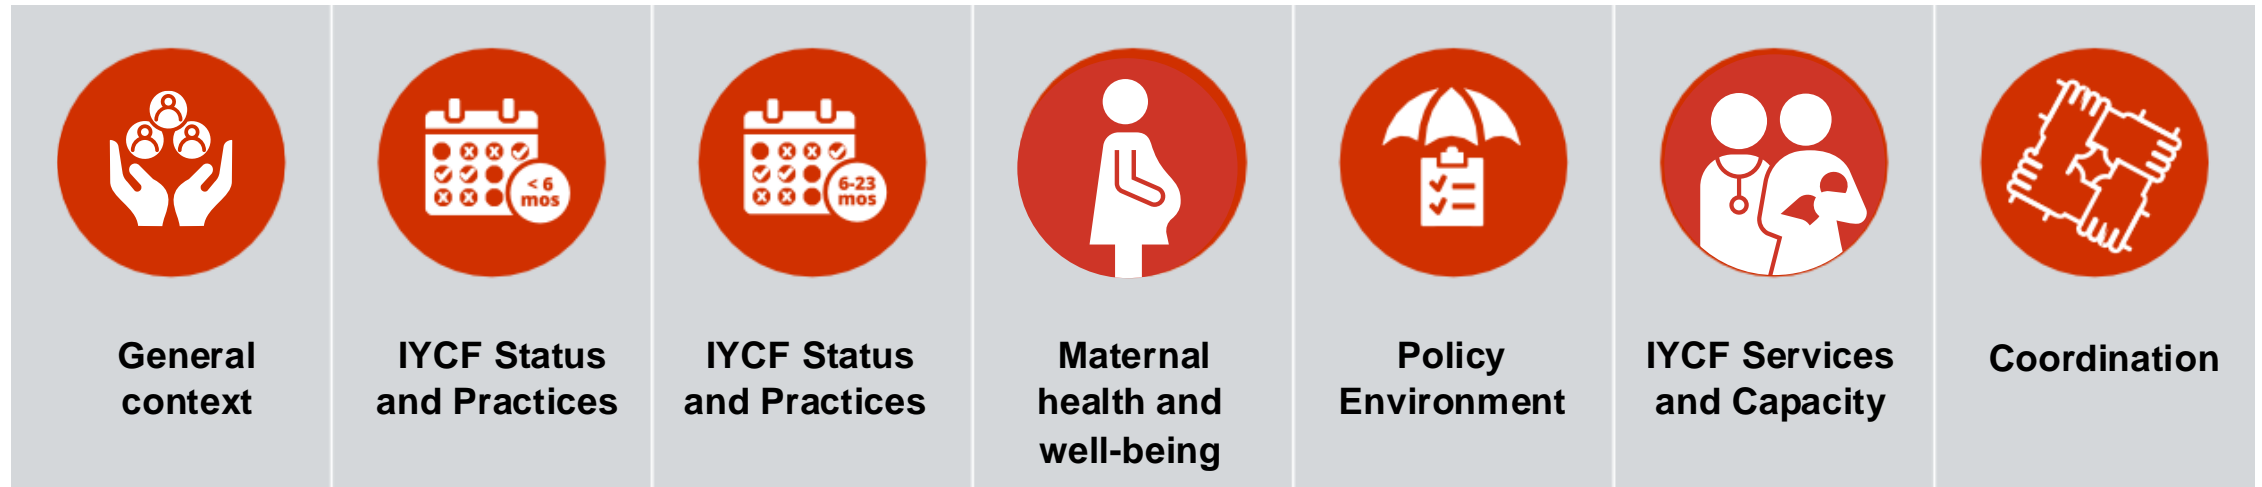 < 6
mos
6-23
mos
General
context
IYCF Status
and Practices
IYCF Status
and Practices
Maternal
health and
well-being
Policy
Environment
IYCF Services
and Capacity
Coordination